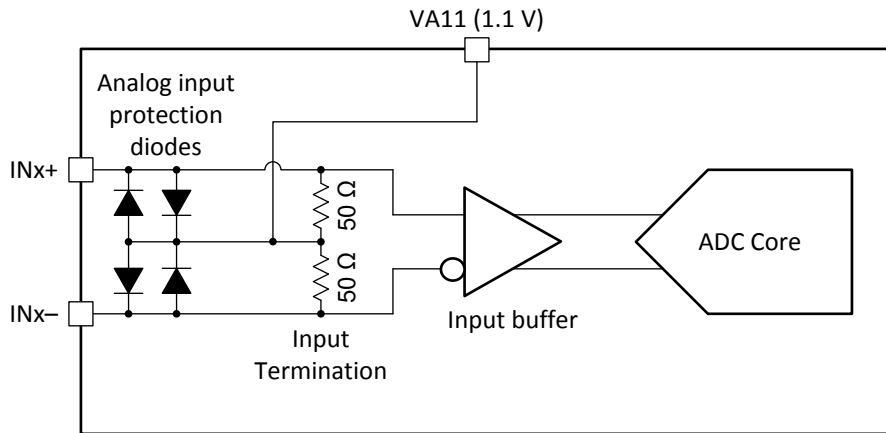 VA11 (1.1 V)
Analog input
protection
diodes
INx+
50 Ω
50 Ω
ADC Core
INx–
Input buffer
Input
Termination